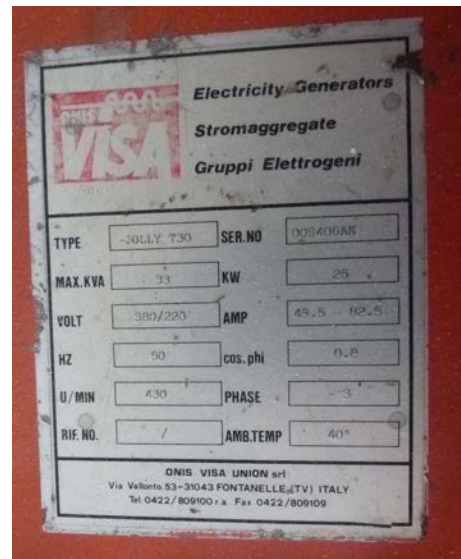 ONIS
VISA
Electricity Generators
Stromaggregate
Gruppi Elettrogeni
TYPE JOLLY 730 SER.NO 009406AK
MAX.KVA 33 KW 26
VOLT 380/220 AMP 49.5 - 82.5
HZ 50 cos.phi 0.8
U/MIN 430 PHASE 3
RIF. NO. / AMB.TEMP 40°
ONIS VISA UNION srl
Via Vallonto.53-31043 FONTANELLE (TV) ITALY
Tel. 0422/809100 r.a. Fax 0422/809109